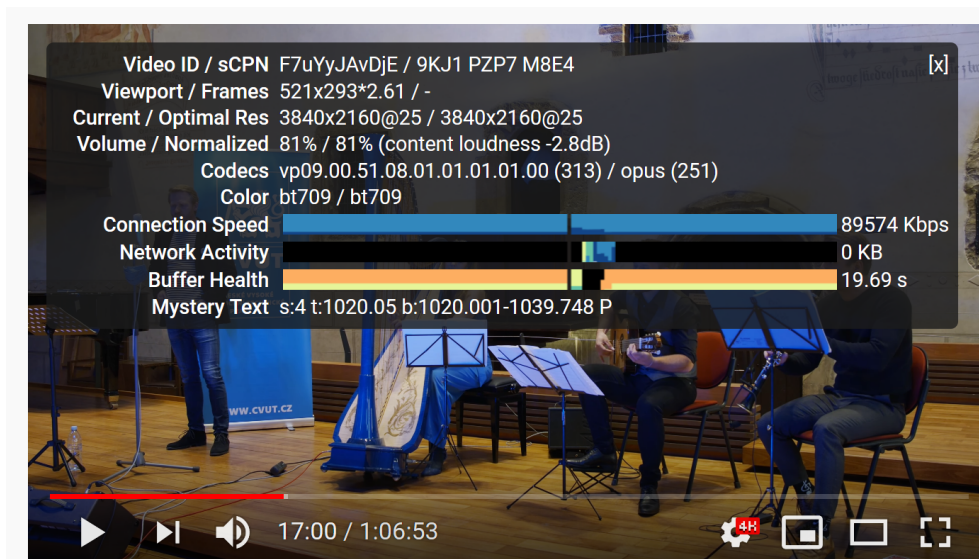 Video ID / sCPN F7uYyJAvDjE / 9KJ1 PZP7 M8E4 [x]
Viewport / Frames 521x293*2.61 / -
Current / Optimal Res 3840x2160@25 / 3840x2160@25
Volume / Normalized 81% / 81% (content loudness -2.8dB)
Codecs vp09.00.51.08.01.01.01.01.00 (313) / opus (251)
Color bt709 / bt709
Connection Speed 89574 Kbps
Network Activity 0 KB
Buffer Health 19.69 s
Mystery Text s:4 t:1020.05 b:1020.001-1039.748 P
WWW.CVUT.CZ
17:00 / 1:06:53 4K